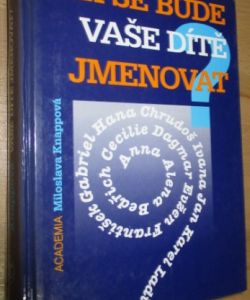 SE BUDE
VAŠE DÍTĚ
JMENOVAT
?
Anna Alena Bedřich Cecilie Dagmar Evžen František Gabriel Hana Chrudoš Ivana Jan Karel
ACADEMIA Miloslava Knappová